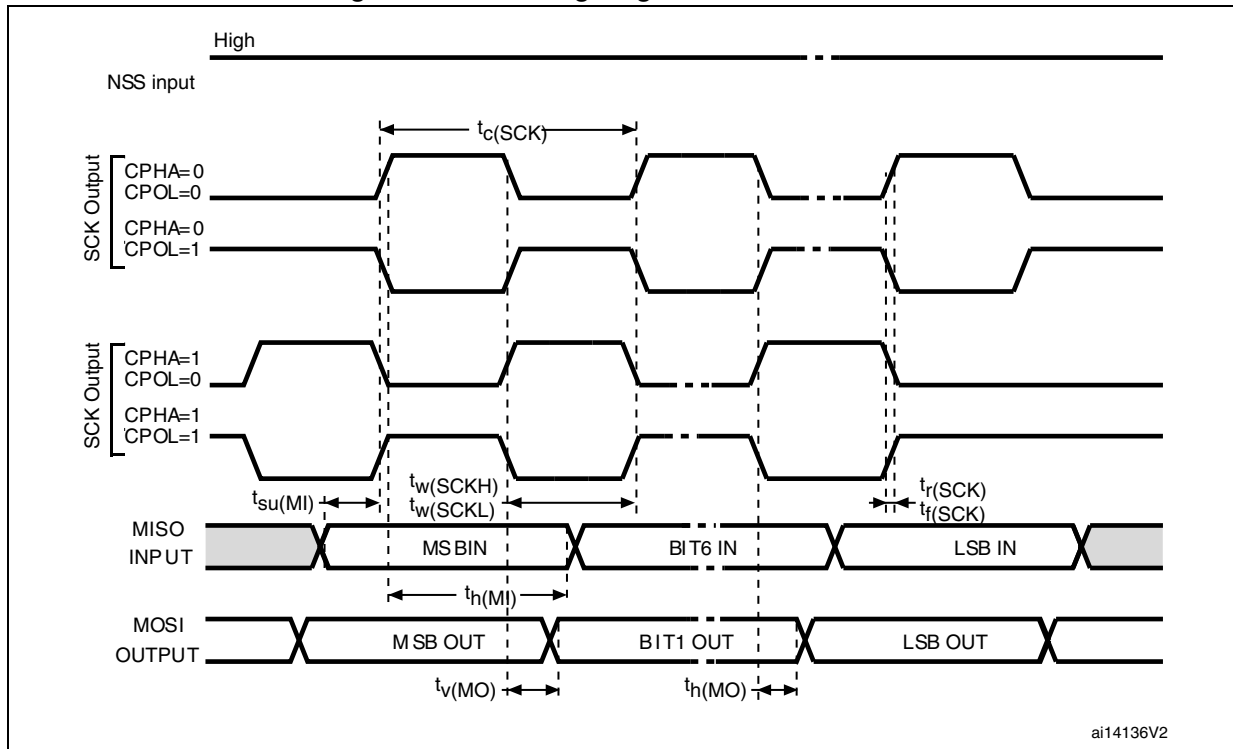 High
NSS input
tc(SCK)
SCK Output
CPHA=0
CPOL=0
CPHA=0
CPOL=1
SCK Output
CPHA=1
CPOL=0
CPHA=1
CPOL=1
tsu(MI)
tw(SCKH)
tw(SCKL)
tr(SCK)
tf(SCK)
MISO
INPUT
MSBIN
BIT6 IN
LSB IN
th(MI)
MOSI
OUTPUT
MSB OUT
BIT1 OUT
LSB OUT
tv(MO)
th(MO)
ai14136V2